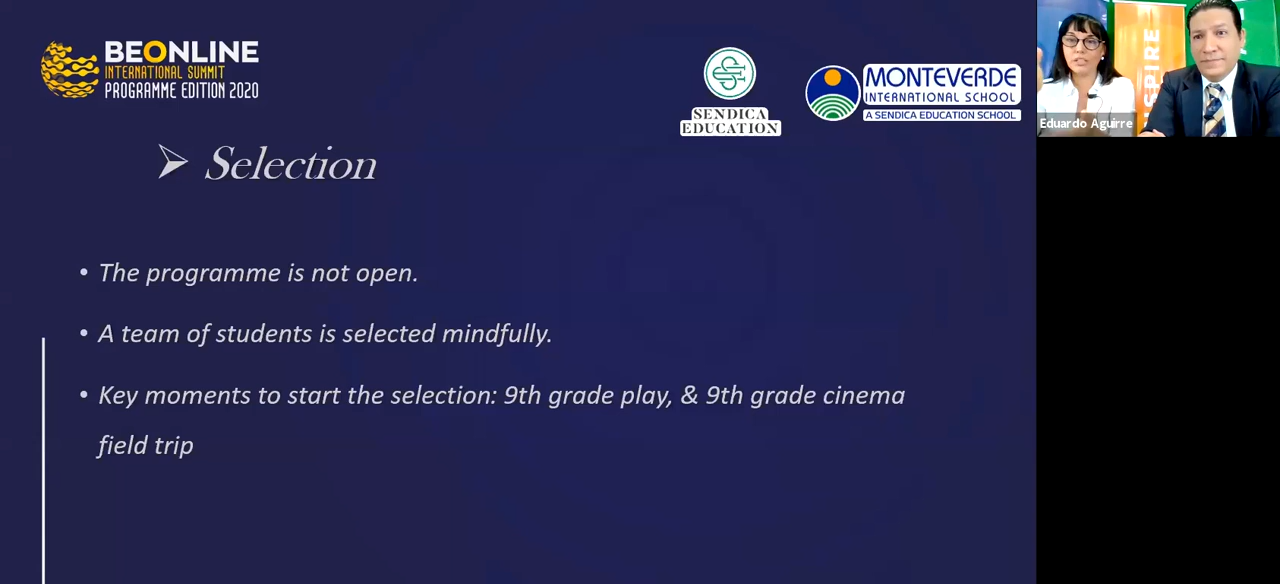 BEONLINE
INTERNATIONAL SUMMIT
PROGRAMME EDITION 2020
SENDICA
EDUCATION
MONTEVERDE
INTERNATIONAL SCHOOL
A SENDICA EDUCATION SCHOOL
Eduardo Aguirre
Selection
• The programme is not open.
• A team of students is selected mindfully.
• Key moments to start the selection: 9th grade play, & 9th grade cinema
field trip